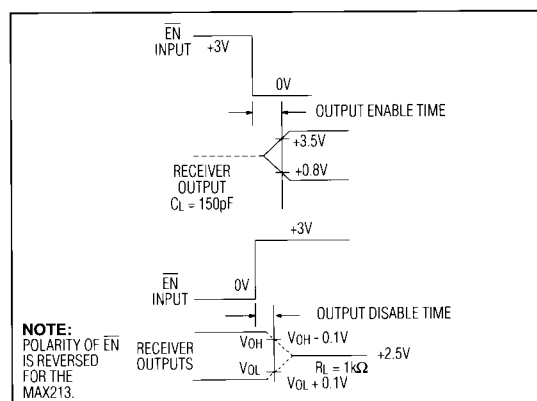 EN
INPUT
+3V
0V
OUTPUT ENABLE TIME
+3.5V
+0.8V
RECEIVER
OUTPUT
CL = 150pF
+3V
0V
EN
INPUT
OUTPUT DISABLE TIME
NOTE:
POLARITY OF EN
IS REVERSED
FOR THE
MAX213.
RECEIVER
OUTPUTS
VOH
VOH - 0.1V
+2.5V
VOL
RL = 1kΩ
VOL + 0.1V